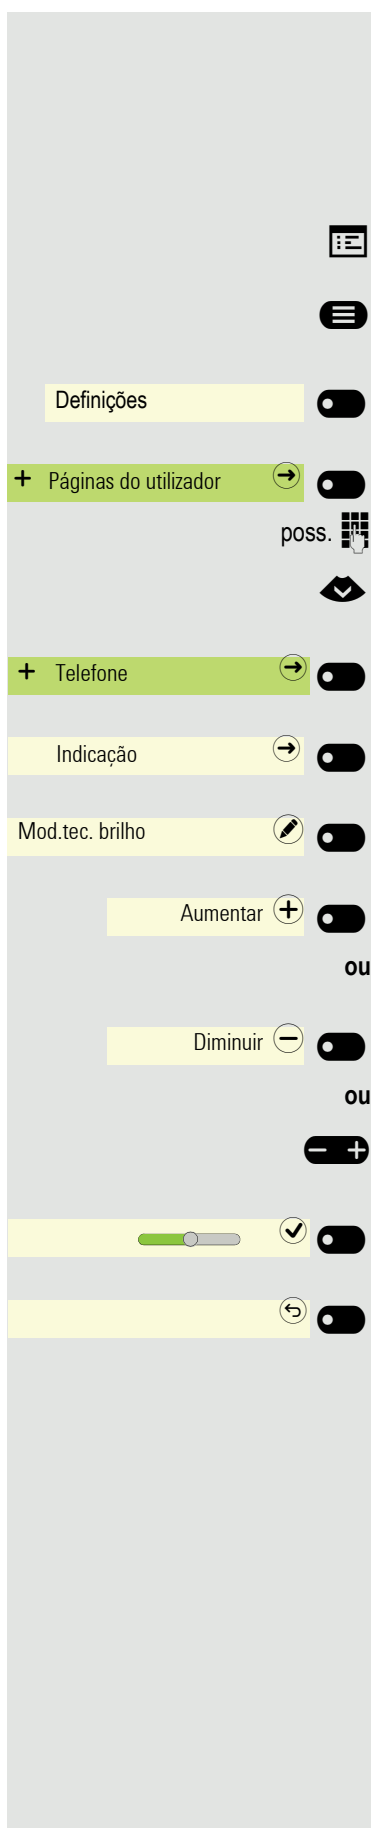 Definições
Páginas do utilizador
poss.
Telefone
Indicação
Mod.tec. brilho
Aumentar
ou
Diminuir
ou